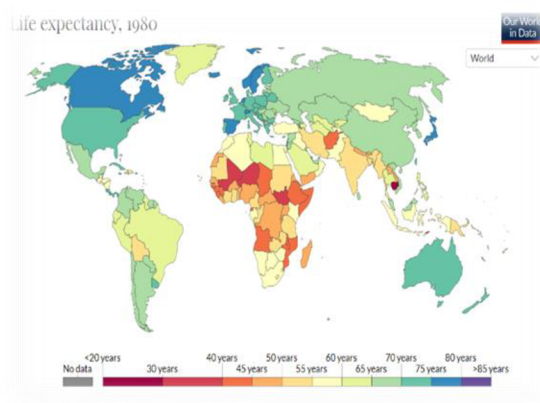 Life expectancy, 1980
Our World
in Data
World
<20 years 40 years 50 years 60 years 70 years 80 years
No data 30 years 45 years 55 years 65 years 75 years >85 years